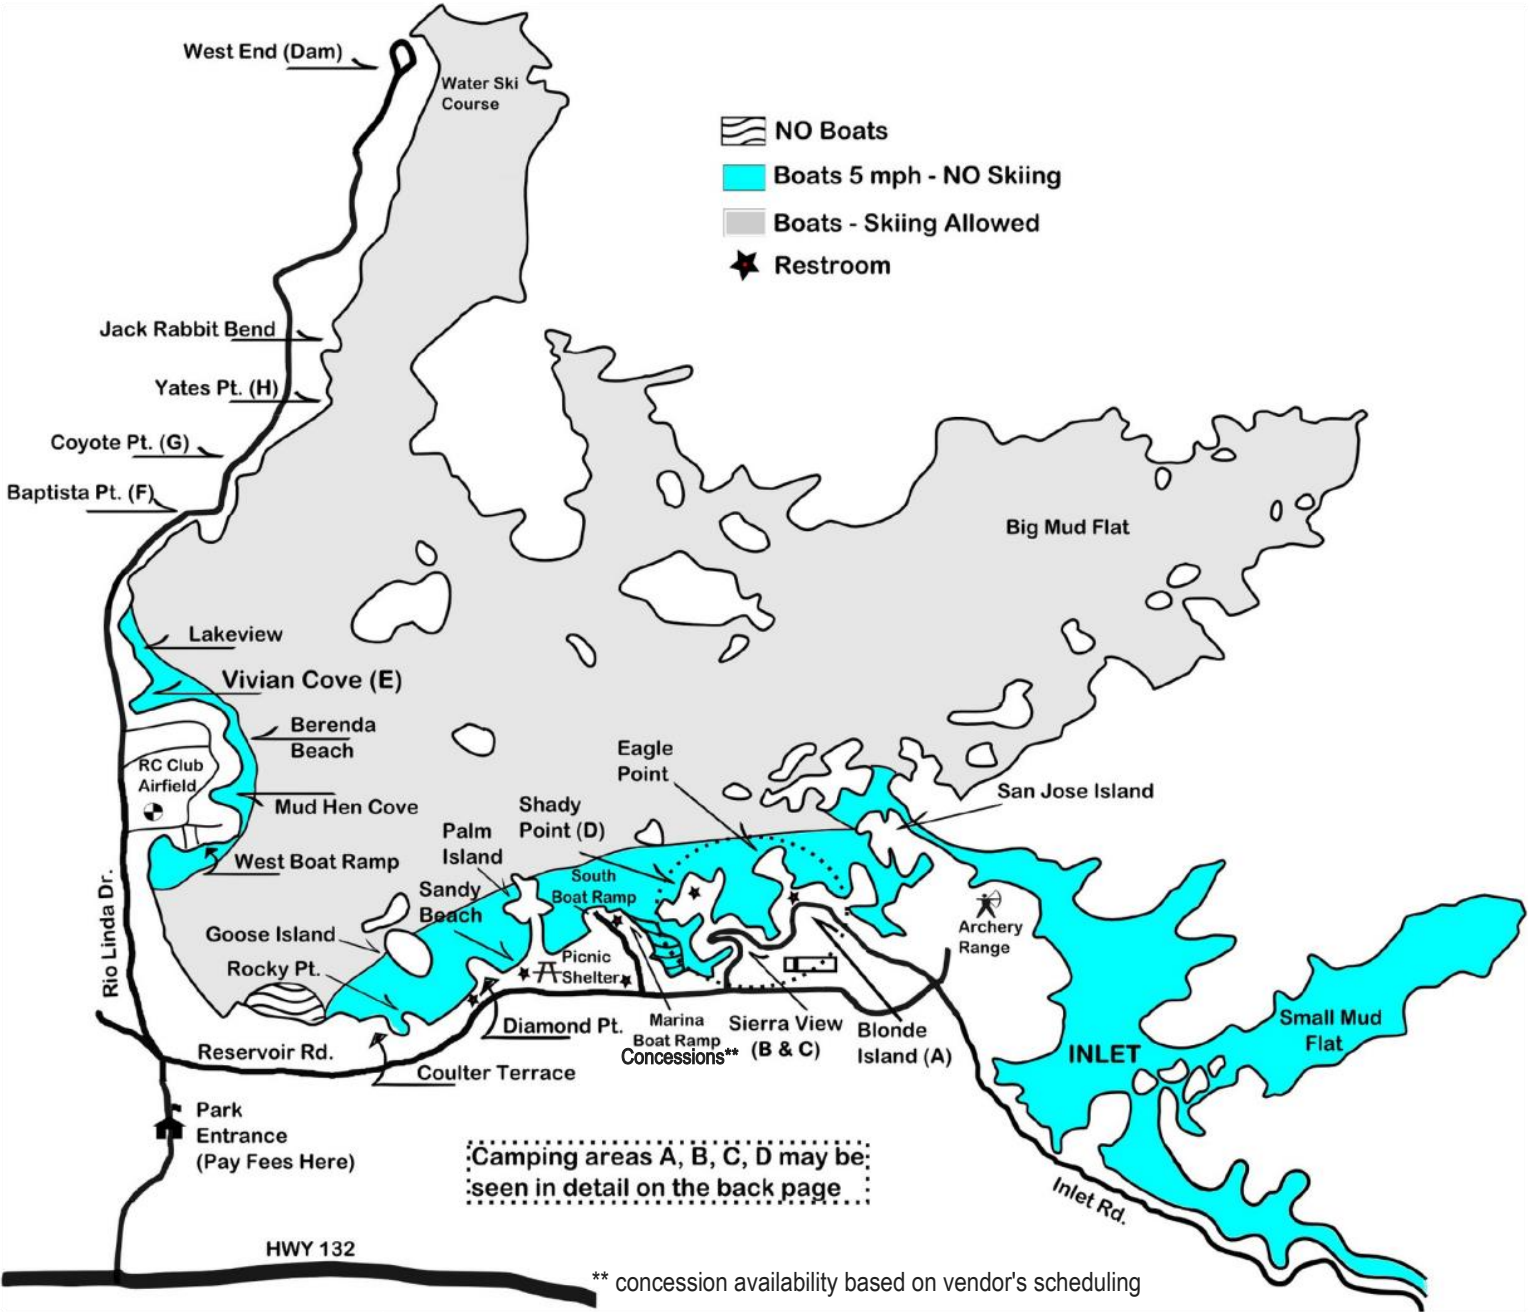 West End (Dam)
Water Ski
Course
NO Boats
Boats 5 mph - NO Skiing
Boats - Skiing Allowed
Restroom
Jack Rabbit Bend
Yates Pt. (H)
Coyote Pt. (G)
Baptista Pt. (F)
Big Mud Flat
Lakeview
Vivian Cove (E)
Berenda
Beach
RC Club
Airfield
Mud Hen Cove
West Boat Ramp
Eagle
Point
San Jose Island
Shady
Point (D)
Palm
Island
South
Boat Ramp
Sandy
Beach
Goose Island
Rocky Pt.
Rio Linda Dr.
Archery
Range
Picnic
Shelter
Diamond Pt.
Marina
Boat Ramp
Concessions**
Sierra View
(B & C)
Blonde
Island (A)
Small Mud
Flat
INLET
Reservoir Rd.
Coulter Terrace
Park
Entrance
(Pay Fees Here)
Camping areas A, B, C, D may be
seen in detail on the back page
Inlet Rd.
HWY 132
** concession availability based on vendor's scheduling